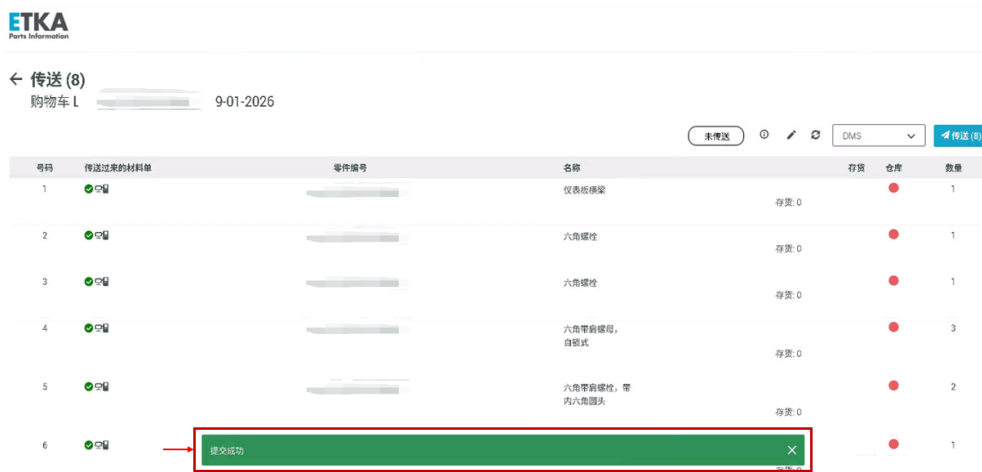 ETKA
Parts Information
← 传送 (8)
购物车 L 9-01-2026
未传送 DMS 传送 (8)
号码 传送过来的材料单 零件编号 名称 存货 仓库 数量
1 仪表板横梁 1
存货: 0
2 六角螺栓 1
存货: 0
3 六角螺栓 1
存货: 0
4 六角带肩螺母， 3
自锁式
存货: 0
5 六角带肩螺栓，带 2
内六角圆头
存货: 0
6 提交成功 1